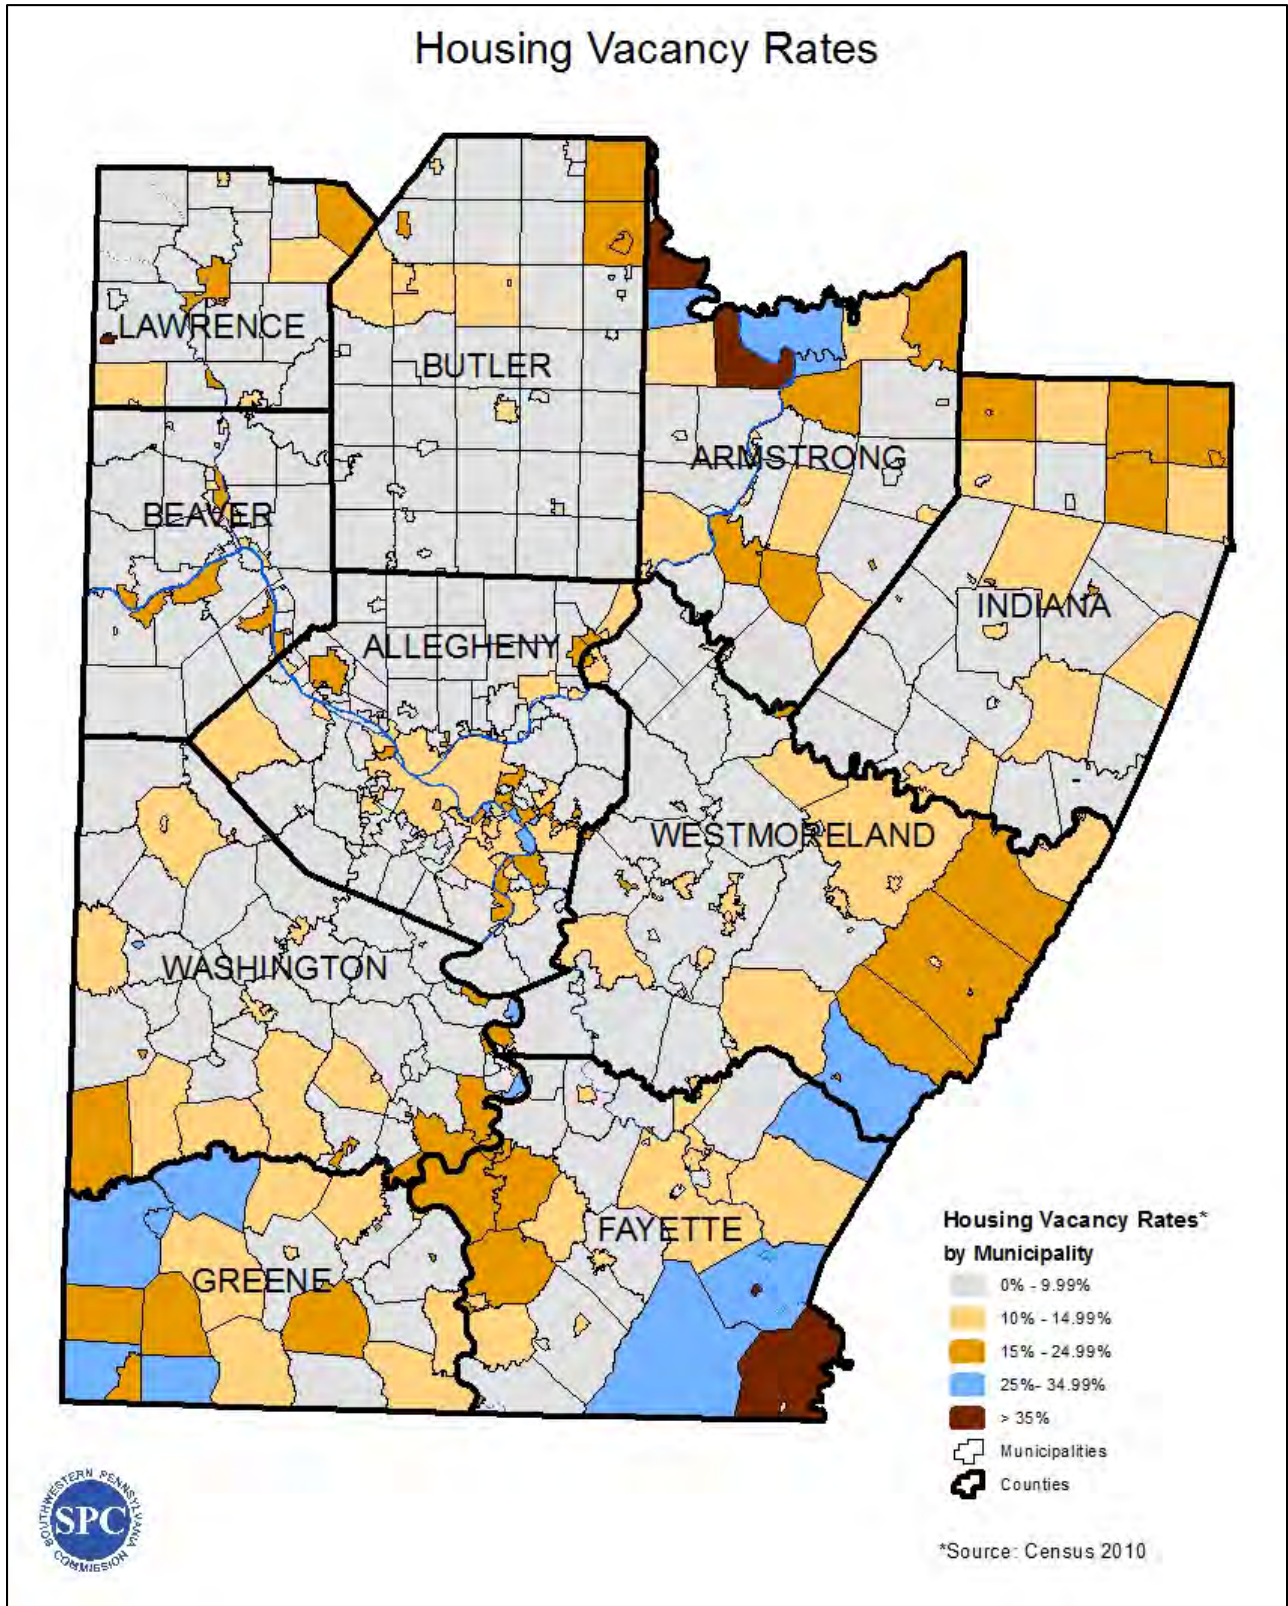 Housing Vacancy Rates
LAWRENCE
BUTLER
ARMSTRONG
BEAVER
INDIANA
ALLEGHENY
WESTMORELAND
WASHINGTON
FAYETTE
GREENE
Housing Vacancy Rates*
by Municipality
0% - 9.99%
10% - 14.99%
15% - 24.99%
25%- 34.99%
> 35%
Municipalities
Counties
SOUTHWESTERN PENNSYLVANIA
SPC
COMMISSION
*Source: Census 2010